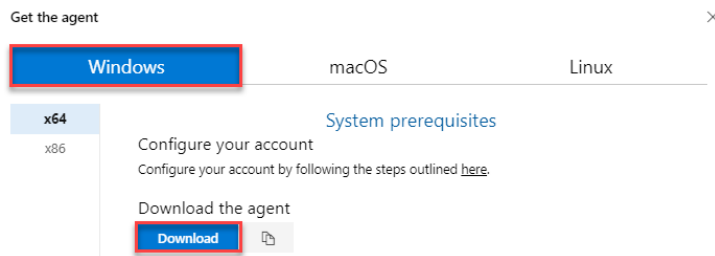 Get the agent
Windows macOS Linux
x64
x86
System prerequisites
Configure your account
Configure your account by following the steps outlined here.
Download the agent
Download